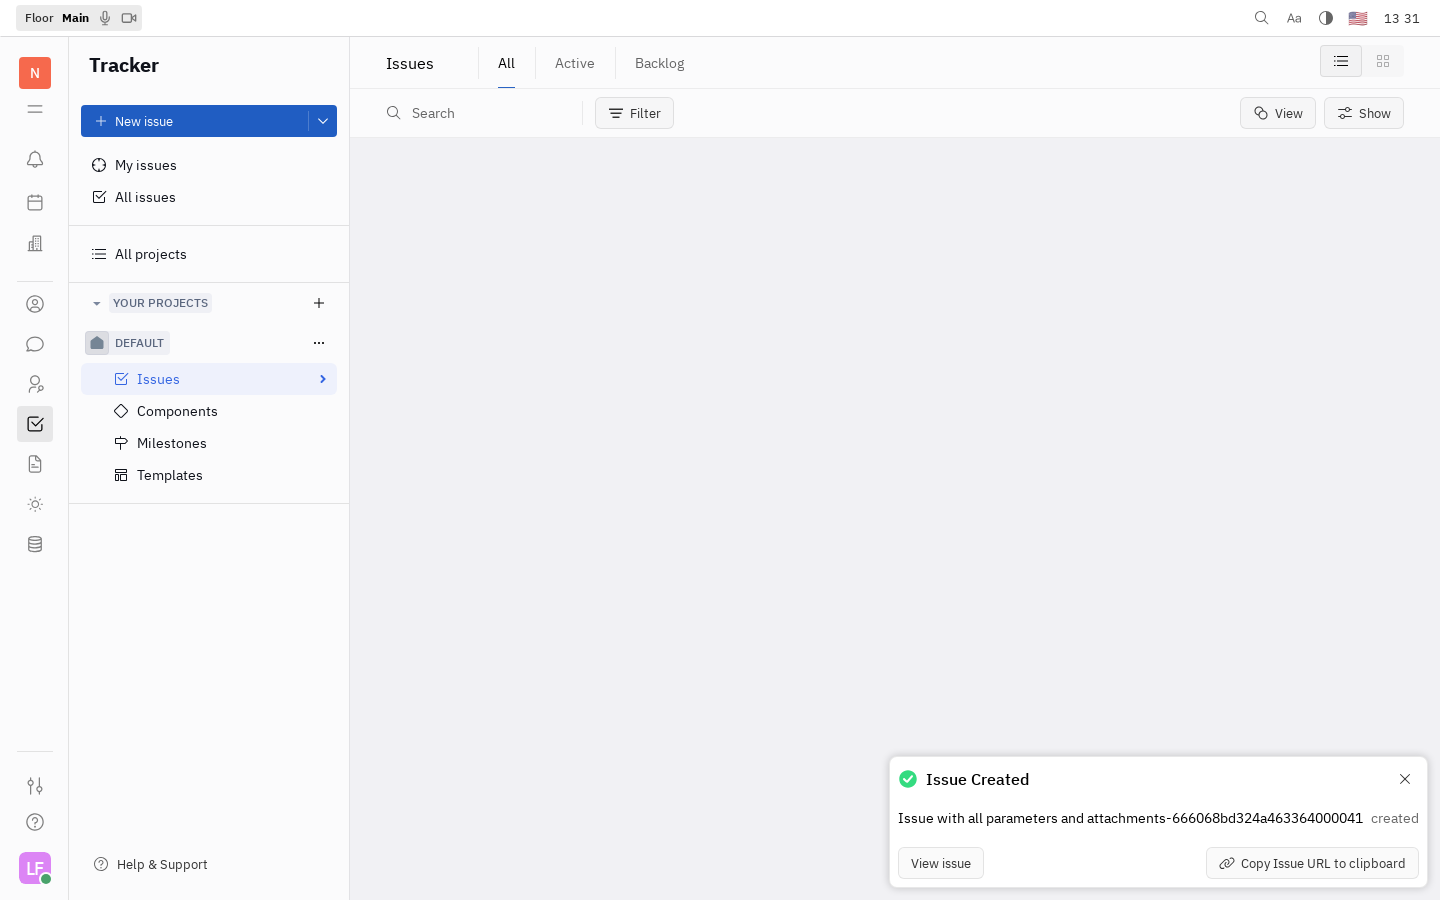 Floor Main
Aa
13 31
N
Tracker
New issue
My issues
All issues
All projects
YOUR PROJECTS
DEFAULT
Issues
Components
Milestones
Templates
Help & Support
LF
Issues
All
Active
Backlog
Search
Filter
View
Show
Issue Created
Issue with all parameters and attachments-666068bd324a463364000041 created
View issue
Copy Issue URL to clipboard